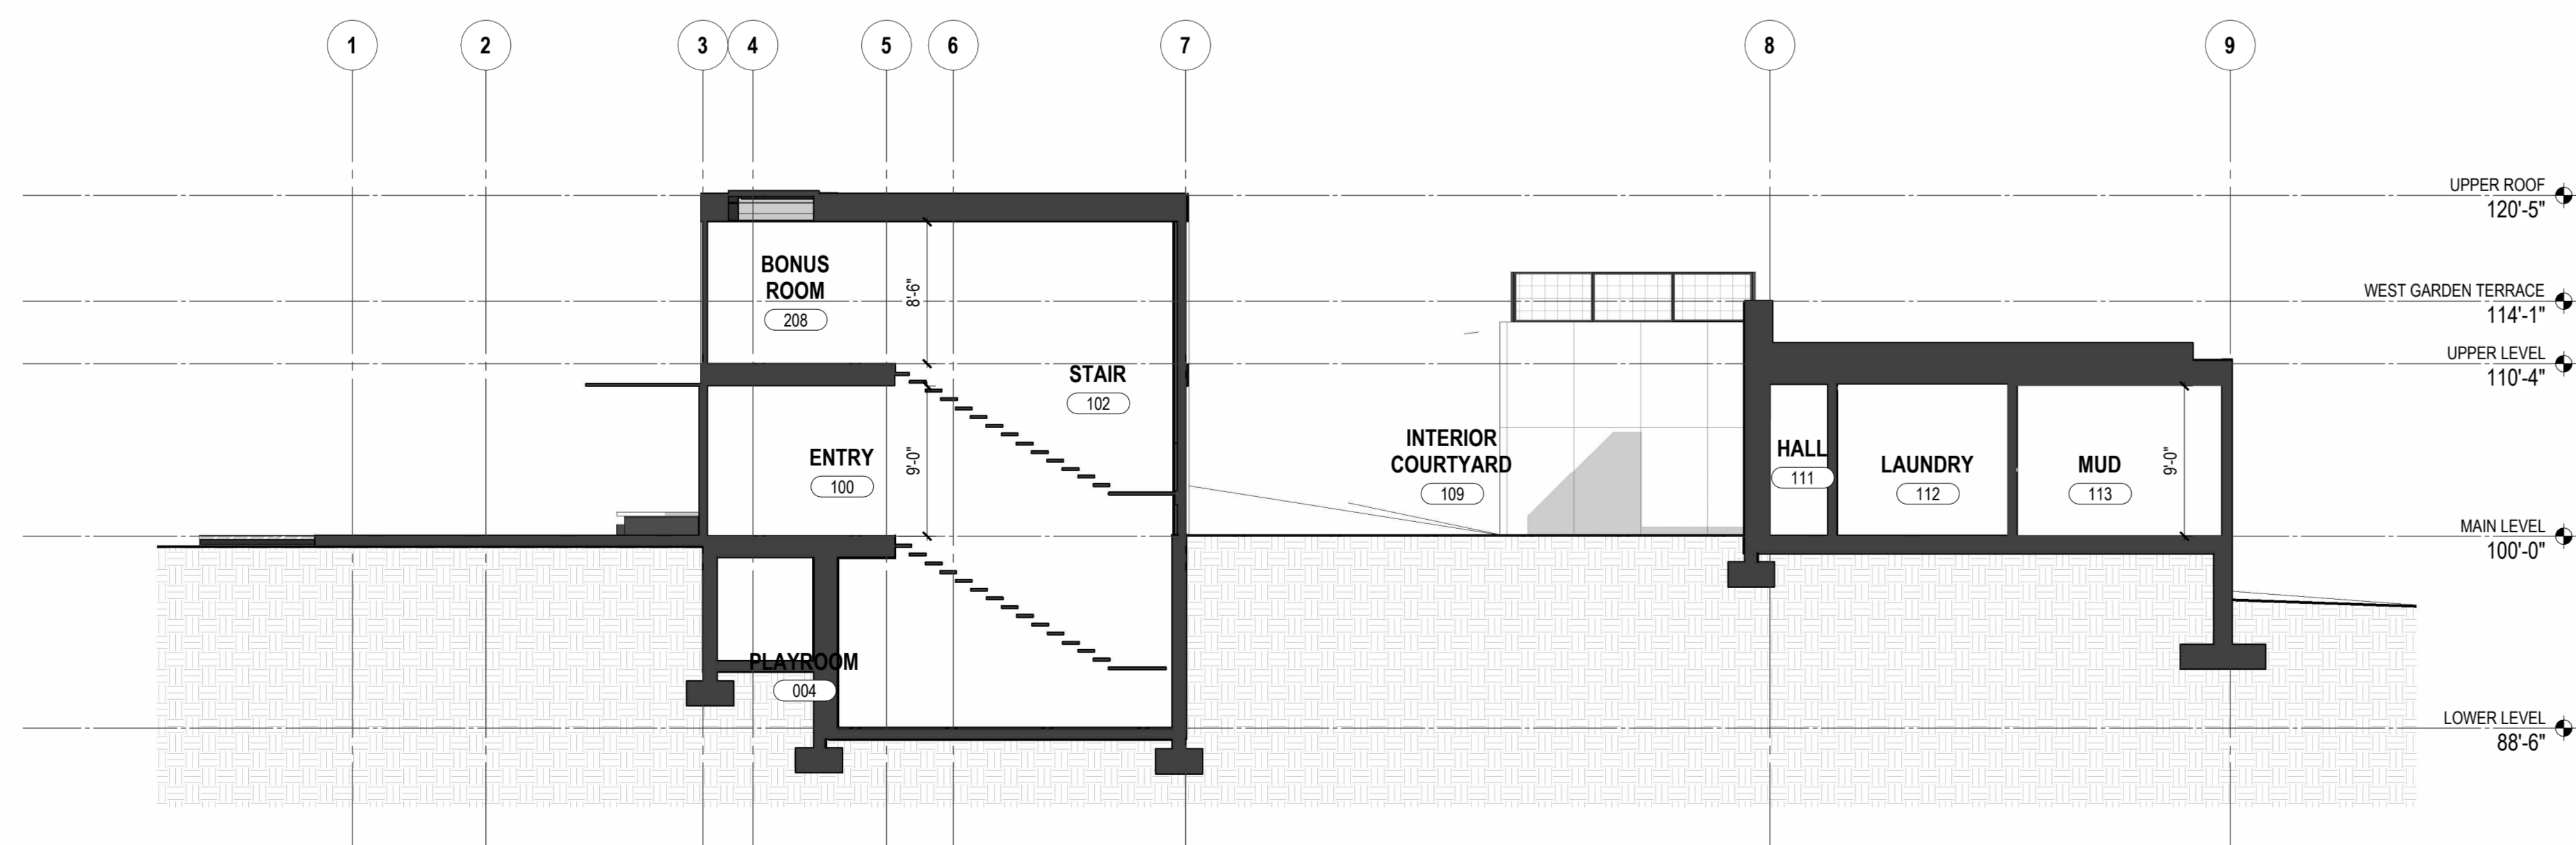 1
2
3
4
5
6
7
8
9
UPPER ROOF
120'-5"
BONUS
ROOM
208
8'-6"
WEST GARDEN TERRACE
114'-1"
UPPER LEVEL
110'-4"
STAIR
102
ENTRY
100
9'-0"
INTERIOR
COURTYARD
109
HALL
111
LAUNDRY
112
MUD
113
9'-0"
MAIN LEVEL
100'-0"
PLAYROOM
004
LOWER LEVEL
88'-6"